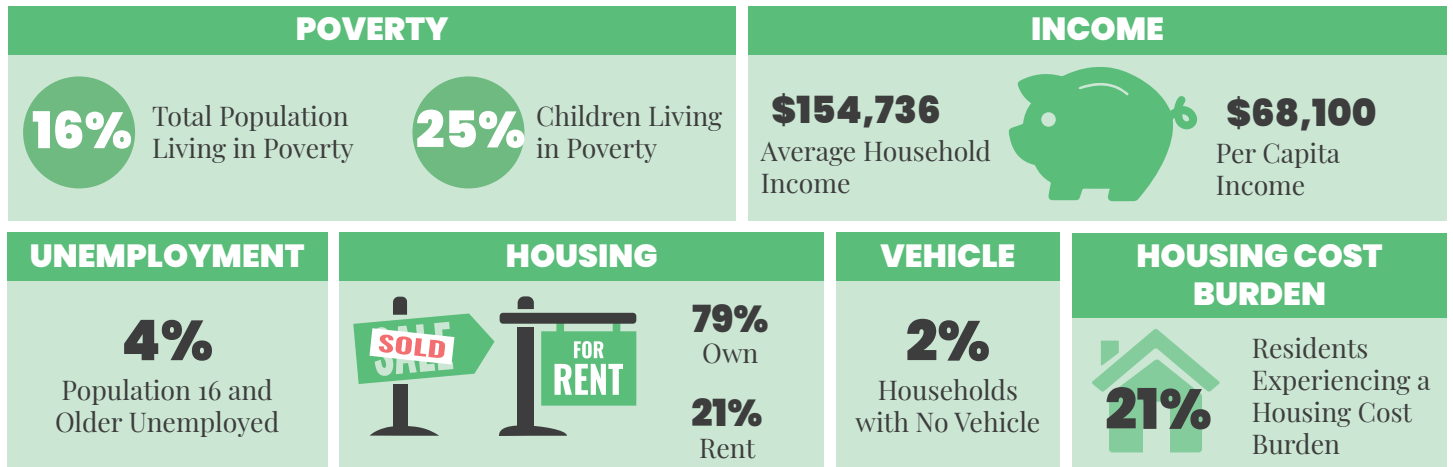 POVERTY
16%
Total Population
Living in Poverty
25%
Children Living
in Poverty
INCOME
$154,736
Average Household
Income
$68,100
Per Capita
Income
UNEMPLOYMENT
4%
Population 16 and
Older Unemployed
HOUSING
SALE
SOLD
FOR
RENT
79%
Own
21%
Rent
VEHICLE
2%
Households
with No Vehicle
HOUSING COST
BURDEN
21%
Residents
Experiencing a
Housing Cost
Burden